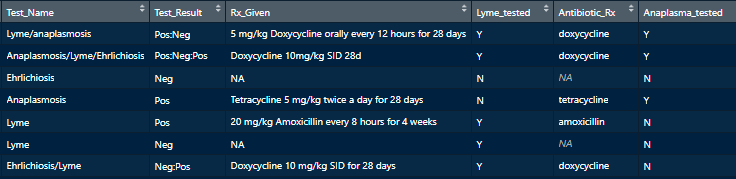 Test_Name Test_Result Rx_Given Lyme_tested Antibiotic_Rx Anaplasma_tested
Lyme/anaplasmosis Pos:Neg 5 mg/kg Doxycycline orally every 12 hours for 28 days Y doxycycline Y
Anaplasmosis/Lyme/Ehrlichiosis Pos:Neg:Pos Doxycycline 10mg/kg SID 28d Y doxycycline Y
Ehrlichiosis Neg NA N NA N
Anaplasmosis Pos Tetracycline 5 mg/kg twice a day for 28 days N tetracycline Y
Lyme Pos 20 mg/kg Amoxicillin every 8 hours for 4 weeks Y amoxicillin N
Lyme Neg NA Y NA N
Ehrlichiosis/Lyme Neg:Pos Doxycycline 10 mg/kg SID for 28 days Y doxycycline N